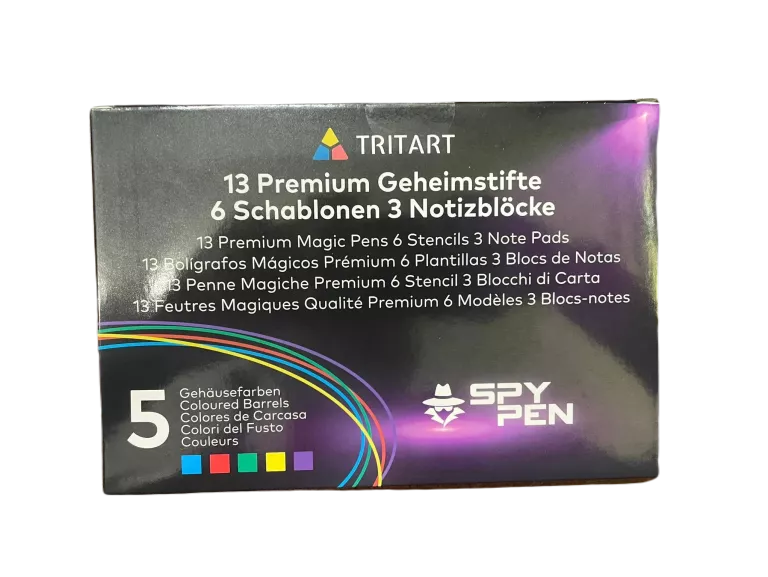 TRITART
13 Premium Geheimstifte
6 Schablonen 3 Notizblöcke
13 Premium Magic Pens 6 Stencils 3 Note Pads
13 Bolígrafos Mágicos Prémium 6 Plantillas 3 Blocs de Notas
13 Penne Magiche Premium 6 Stencil 3 Blocchi di Carta
13 Feutres Magiques Qualité Premium 6 Modèles 3 Blocs-notes
5
Gehäusefarben
Coloured Barrels
Colores de Carcasa
Colori del Fusto
Couleurs
SPY
PEN